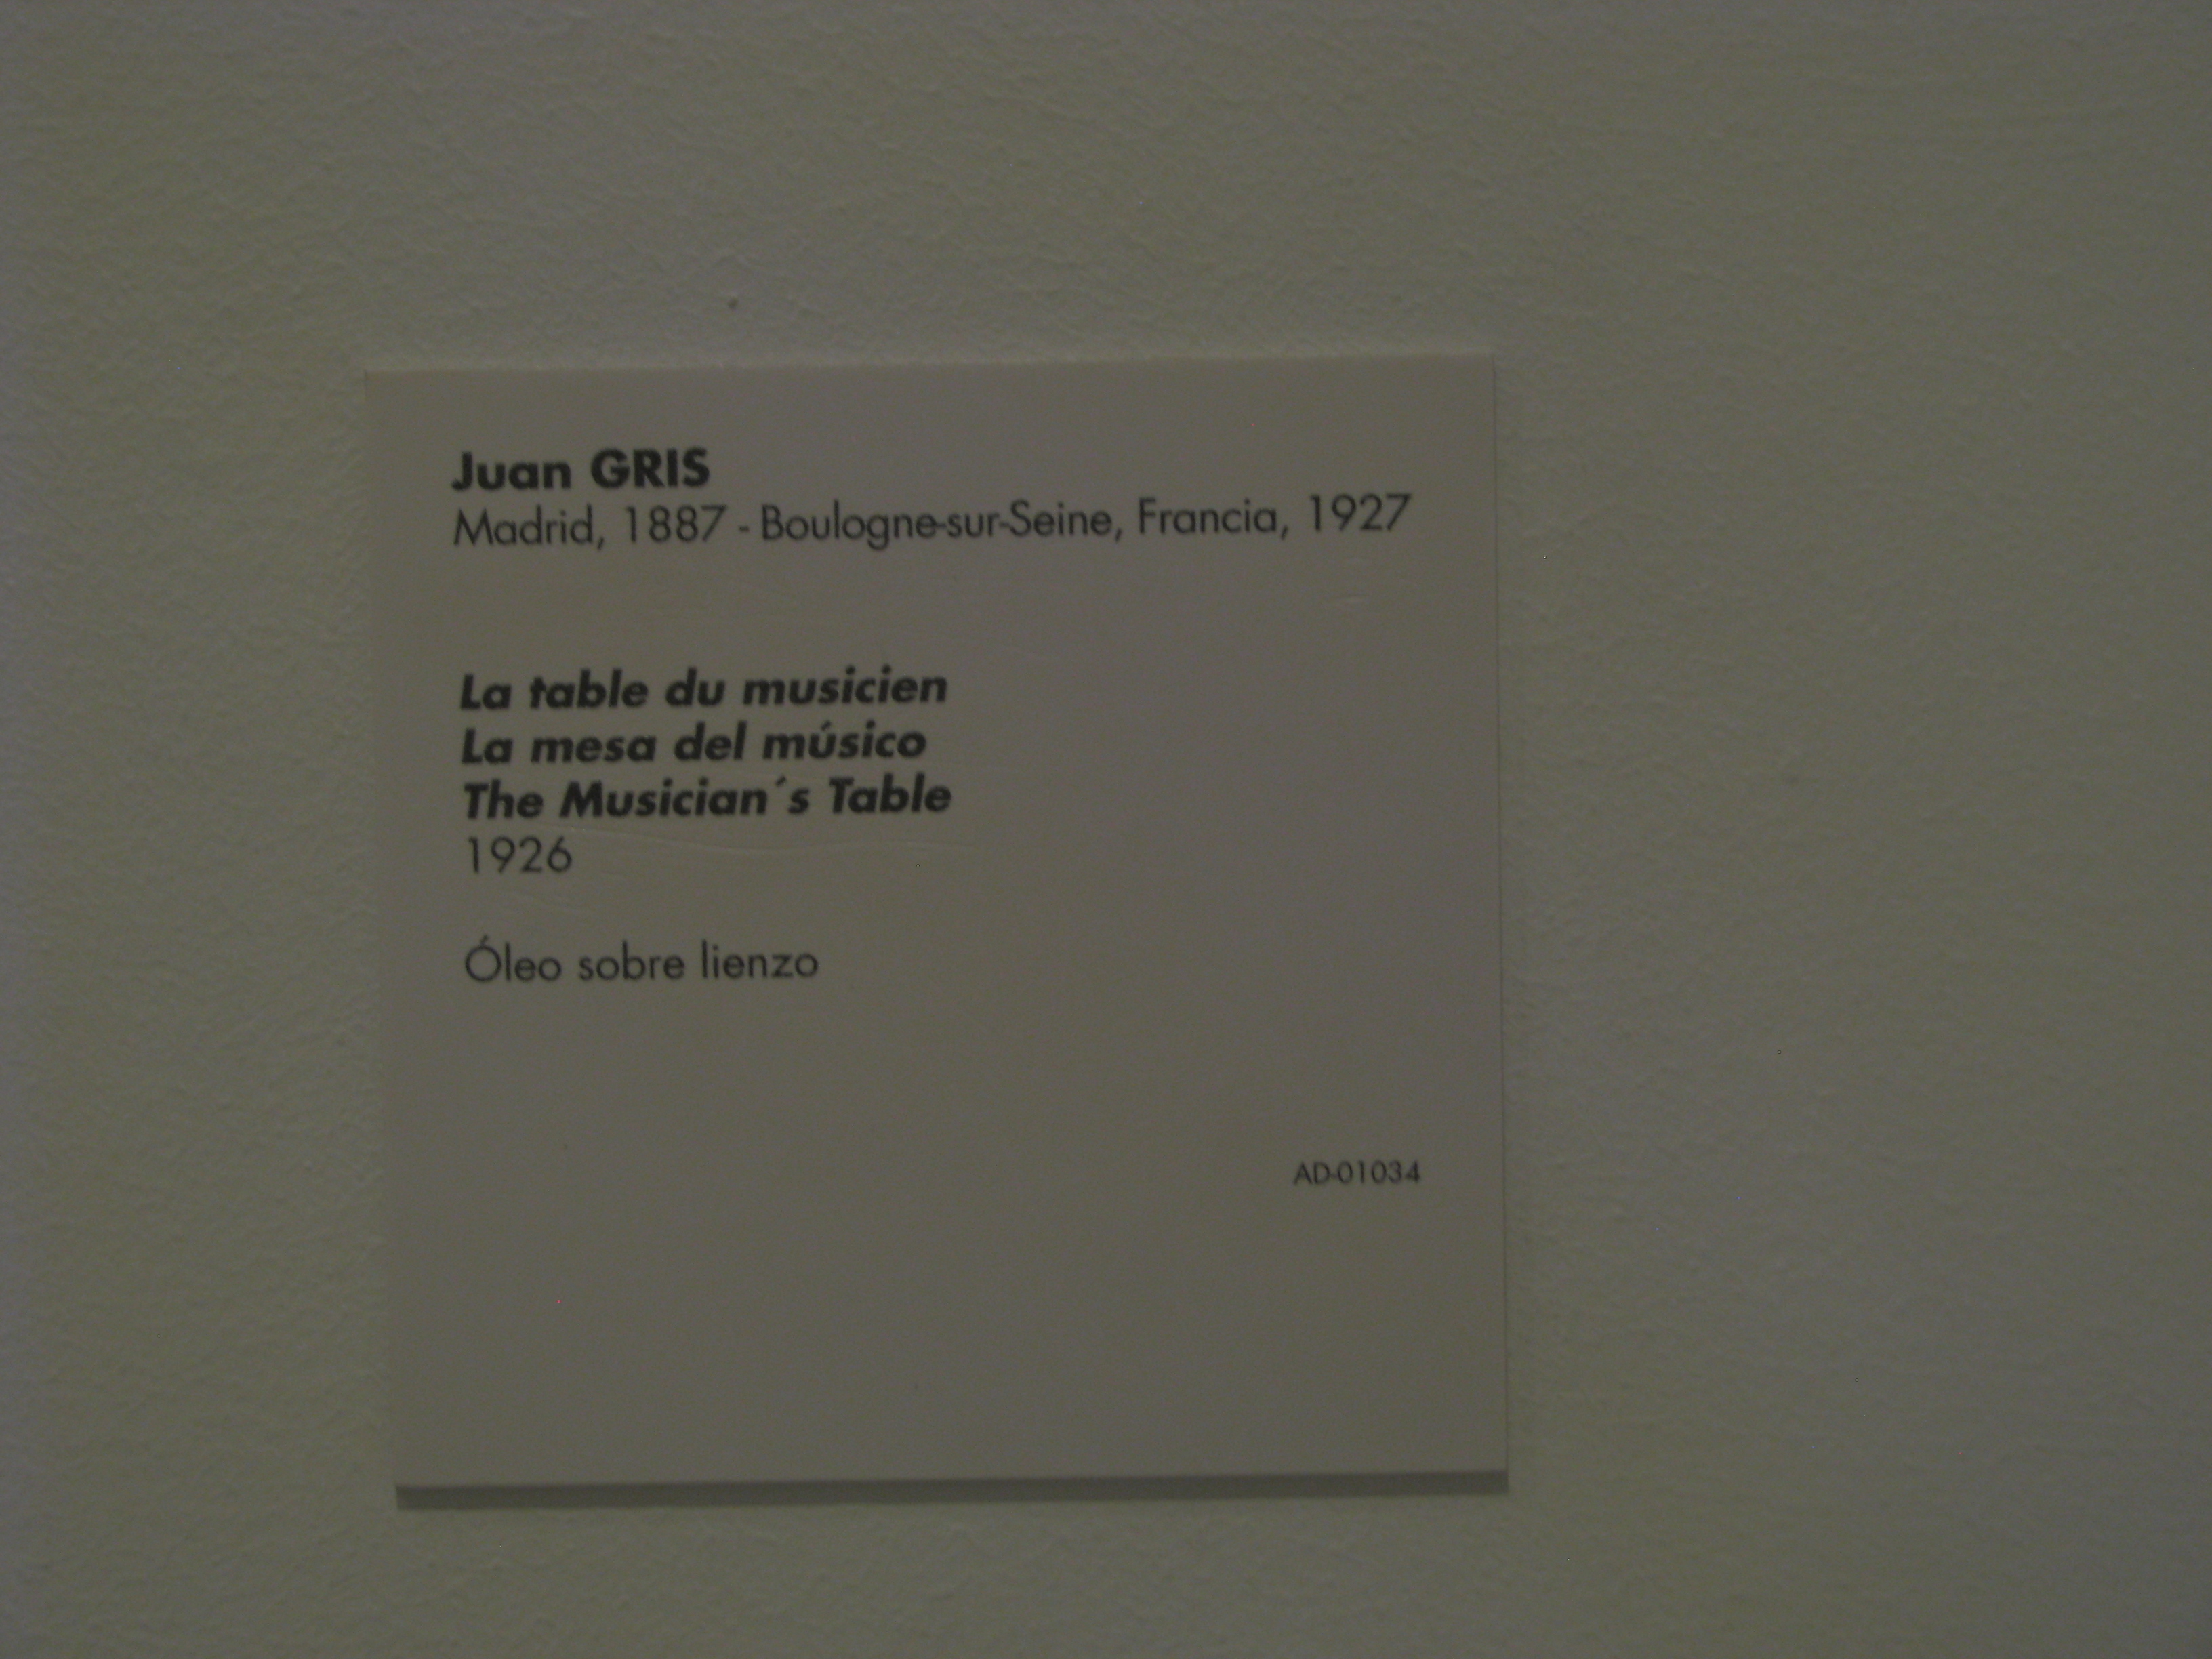 Juan GRIS
Madrid, 1887 - Boulogne-sur-Seine, Francia, 1927
La table du musicien
La mesa del músico
The Musician´s Table
1926
Óleo sobre lienzo
AD-01034